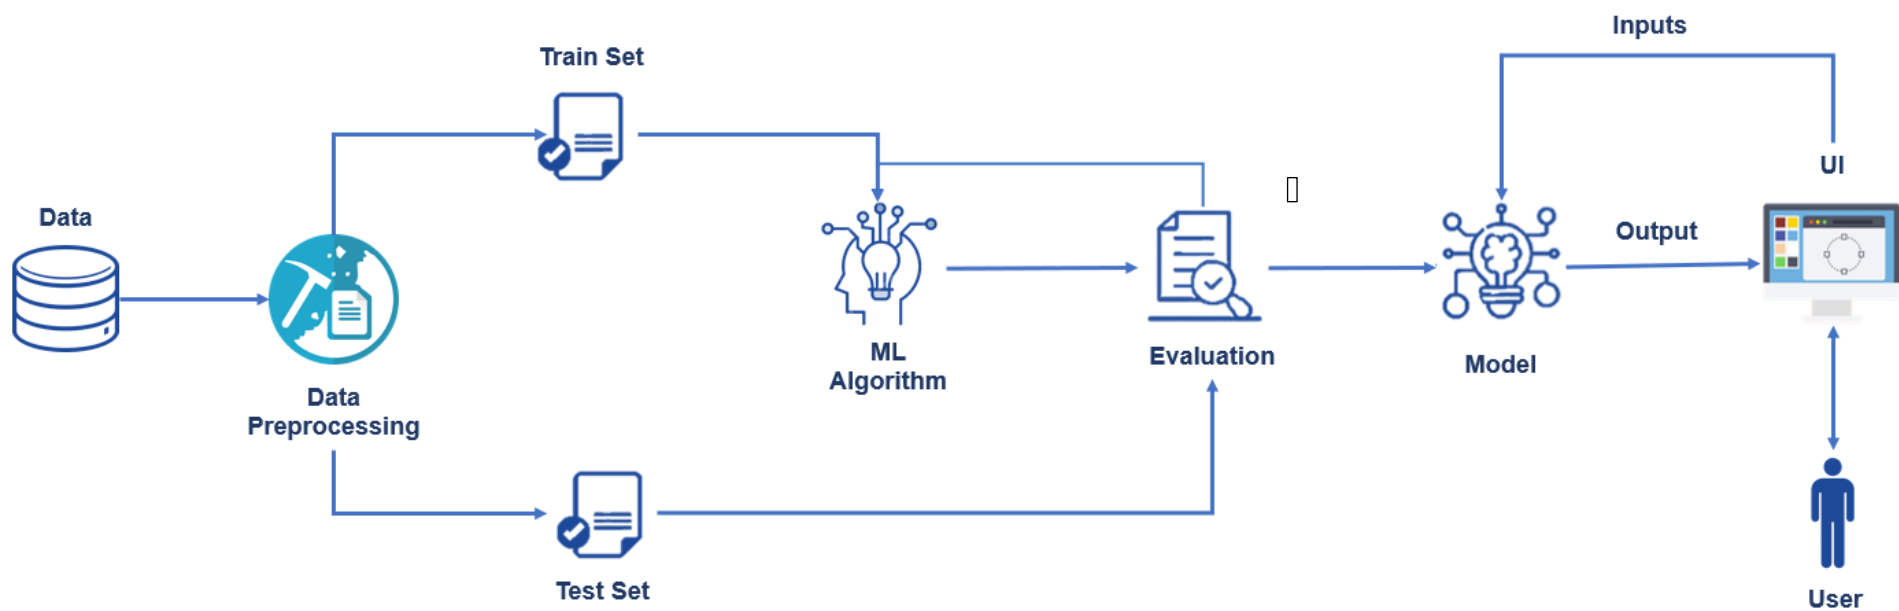 Inputs
Train Set
UI
Data
Output
ML
Algorithm
Evaluation
Model
Data
Preprocessing
Test Set
User